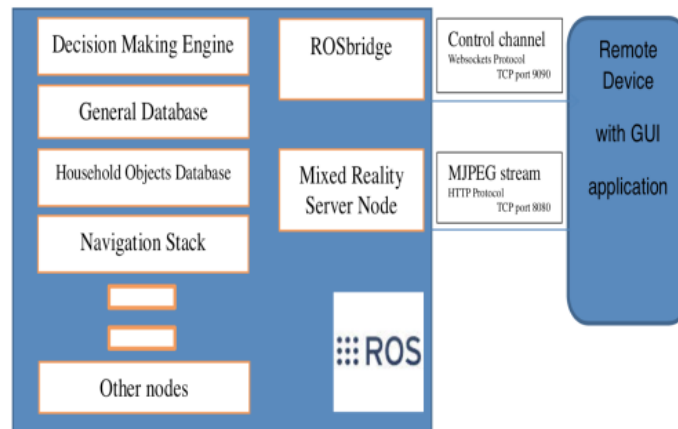 Decision Making Engine
General Database
Household Objects Database
Navigation Stack
Other nodes
ROSbridge
Mixed Reality
Server Node
ROS
Control channel
Websockets Protocol
TCP port 9090
MJPEG stream
HTTP Protocol
TCP port 8080
Remote
Device
with GUI
application